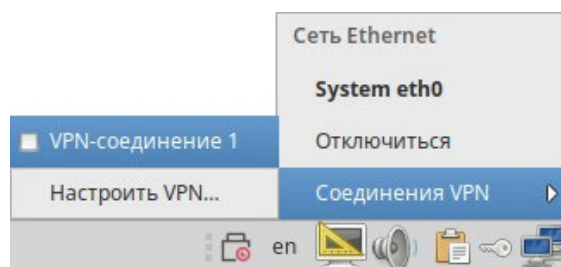 Сеть Ethernet
System eth0
VPN-соединение 1
Отключиться
Настроить VPN...
Соединения VPN
en